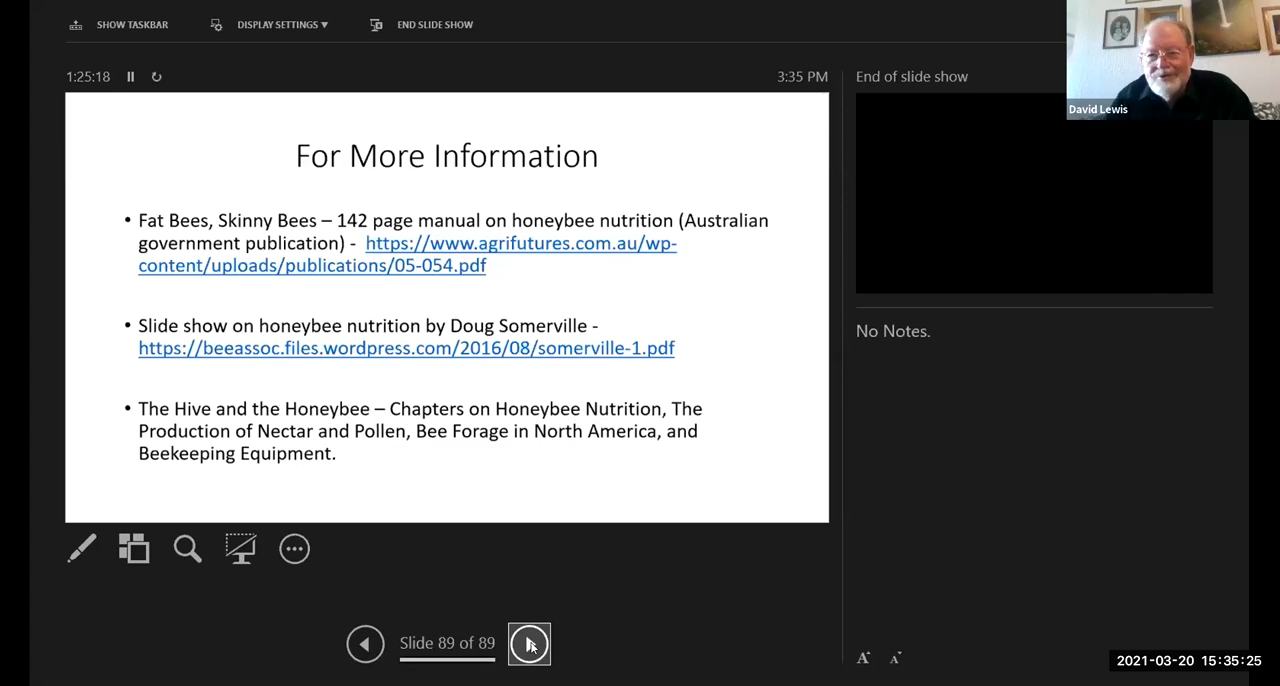 SHOW TASKBAR
DISPLAY SETTINGS ▼
END SLIDE SHOW
David Lewis
1:25:18
3:35 PM
End of slide show
For More Information
• Fat Bees, Skinny Bees – 142 page manual on honeybee nutrition (Australian
government publication) - https://www.agrifutures.com.au/wp-
content/uploads/publications/05-054.pdf
• Slide show on honeybee nutrition by Doug Somerville -
https://beeassoc.files.wordpress.com/2016/08/somerville-1.pdf
• The Hive and the Honeybee – Chapters on Honeybee Nutrition, The
Production of Nectar and Pollen, Bee Forage in North America, and
Beekeeping Equipment.
No Notes.
Slide 89 of 89
A A
2021-03-20 15:35:25